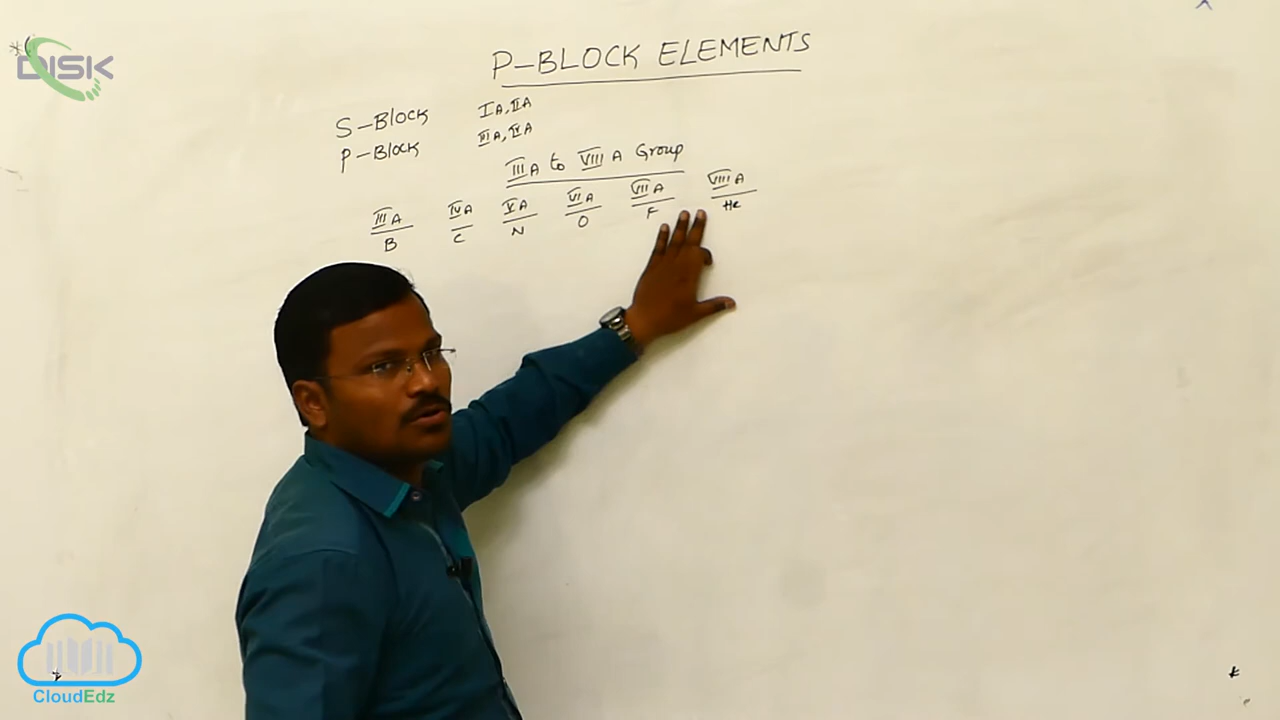 DISK
P-BLOCK ELEMENTS
S-BLOCK IA, IIA
P-BLOCK IIIA, IVA
IIIA to VIIIA Group
IIIA IVA VA VIA VIIA VIIIA
B C N O F He
CloudEdz